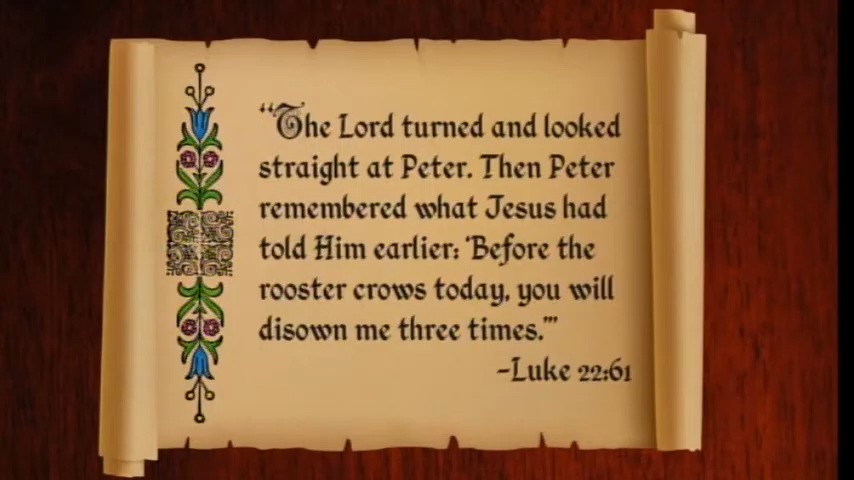 “The Lord turned and looked
straight at Peter. Then Peter
remembered what Jesus had
told Him earlier: ‘Before the
rooster crows today, you will
disown me three times.’”
-Luke 22:61